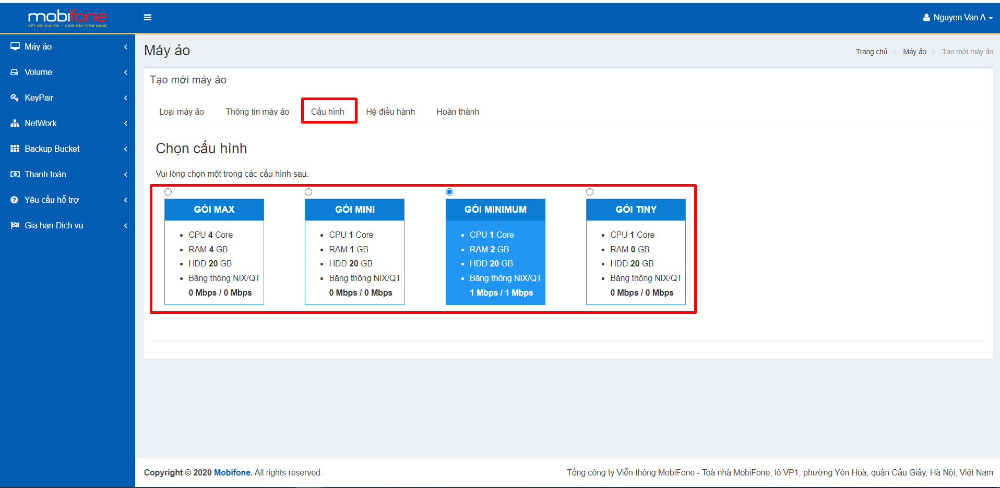 mobifone
KẾT NỐI GIÁ TRỊ - KHƠI DẬY TIỀM NĂNG
Nguyen Van A
Máy ảo
Volume
KeyPair
NetWork
Backup Bucket
Thanh toán
Yêu cầu hỗ trợ
Gia hạn Dịch vụ
Máy ảo
Trang chủ > Máy ảo > Tạo mới máy ảo
Tạo mới máy ảo
Loại máy ảo Thông tin máy ảo Cấu hình Hệ điều hành Hoàn thành
Chọn cấu hình
Vui lòng chọn một trong các cấu hình sau.
GÓI MAX
CPU 4 Core
RAM 4 GB
HDD 20 GB
Băng thông NIX/QT
0 Mbps / 0 Mbps
GÓI MINI
CPU 1 Core
RAM 1 GB
HDD 20 GB
Băng thông NIX/QT
0 Mbps / 0 Mbps
GÓI MINIMUM
CPU 1 Core
RAM 2 GB
HDD 20 GB
Băng thông NIX/QT
1 Mbps / 1 Mbps
GÓI TINY
CPU 1 Core
RAM 0 GB
HDD 20 GB
Băng thông NIX/QT
0 Mbps / 0 Mbps
Copyright © 2020 Mobifone. All rights reserved.
Tổng công ty Viễn thông MobiFone - Toà nhà MobiFone, lô VP1, phường Yên Hoà, quận Cầu Giấy, Hà Nội, Việt Nam